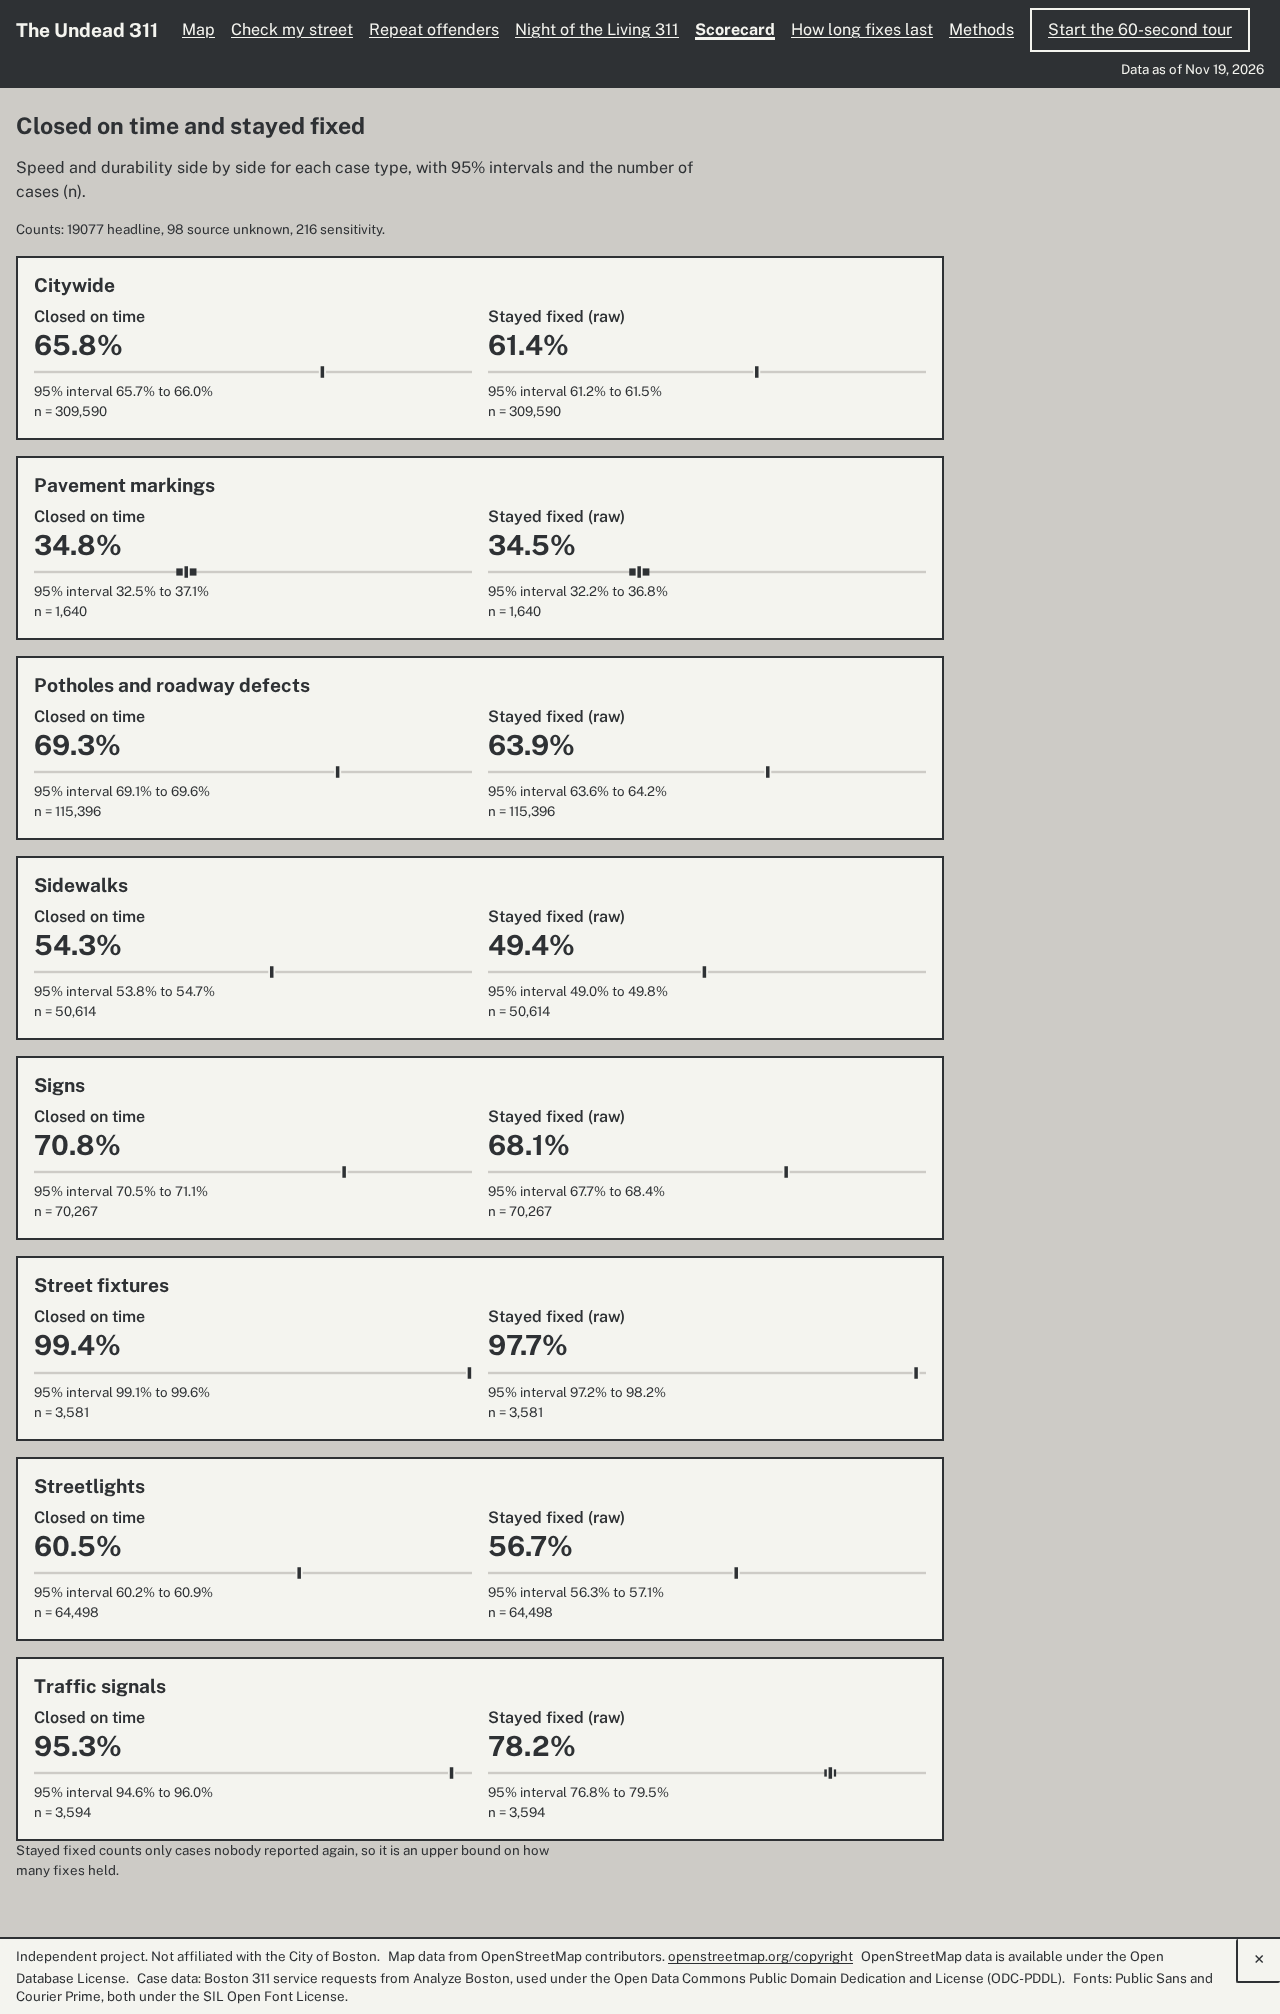 The Undead 311 Map Check my street Repeat offenders Night of the Living 311 Scorecard How long fixes last Methods Start the 60-second tour
Data as of Nov 19, 2026
Closed on time and stayed fixed
Speed and durability side by side for each case type, with 95% intervals and the number of
cases (n).
Counts: 19077 headline, 98 source unknown, 216 sensitivity.
Citywide
Closed on time Stayed fixed (raw)
65.8% 61.4%
95% interval 65.7% to 66.0% 95% interval 61.2% to 61.5%
n = 309,590 n = 309,590
Pavement markings
Closed on time Stayed fixed (raw)
34.8% 34.5%
95% interval 32.5% to 37.1% 95% interval 32.2% to 36.8%
n = 1,640 n = 1,640
Potholes and roadway defects
Closed on time Stayed fixed (raw)
69.3% 63.9%
95% interval 69.1% to 69.6% 95% interval 63.6% to 64.2%
n = 115,396 n = 115,396
Sidewalks
Closed on time Stayed fixed (raw)
54.3% 49.4%
95% interval 53.8% to 54.7% 95% interval 49.0% to 49.8%
n = 50,614 n = 50,614
Signs
Closed on time Stayed fixed (raw)
70.8% 68.1%
95% interval 70.5% to 71.1% 95% interval 67.7% to 68.4%
n = 70,267 n = 70,267
Street fixtures
Closed on time Stayed fixed (raw)
99.4% 97.7%
95% interval 99.1% to 99.6% 95% interval 97.2% to 98.2%
n = 3,581 n = 3,581
Streetlights
Closed on time Stayed fixed (raw)
60.5% 56.7%
95% interval 60.2% to 60.9% 95% interval 56.3% to 57.1%
n = 64,498 n = 64,498
Traffic signals
Closed on time Stayed fixed (raw)
95.3% 78.2%
95% interval 94.6% to 96.0% 95% interval 76.8% to 79.5%
n = 3,594 n = 3,594
Stayed fixed counts only cases nobody reported again, so it is an upper bound on how
many fixes held.
Independent project. Not affiliated with the City of Boston. Map data from OpenStreetMap contributors. openstreetmap.org/copyright OpenStreetMap data is available under the Open ×
Database License. Case data: Boston 311 service requests from Analyze Boston, used under the Open Data Commons Public Domain Dedication and License (ODC-PDDL). Fonts: Public Sans and
Courier Prime, both under the SIL Open Font License.